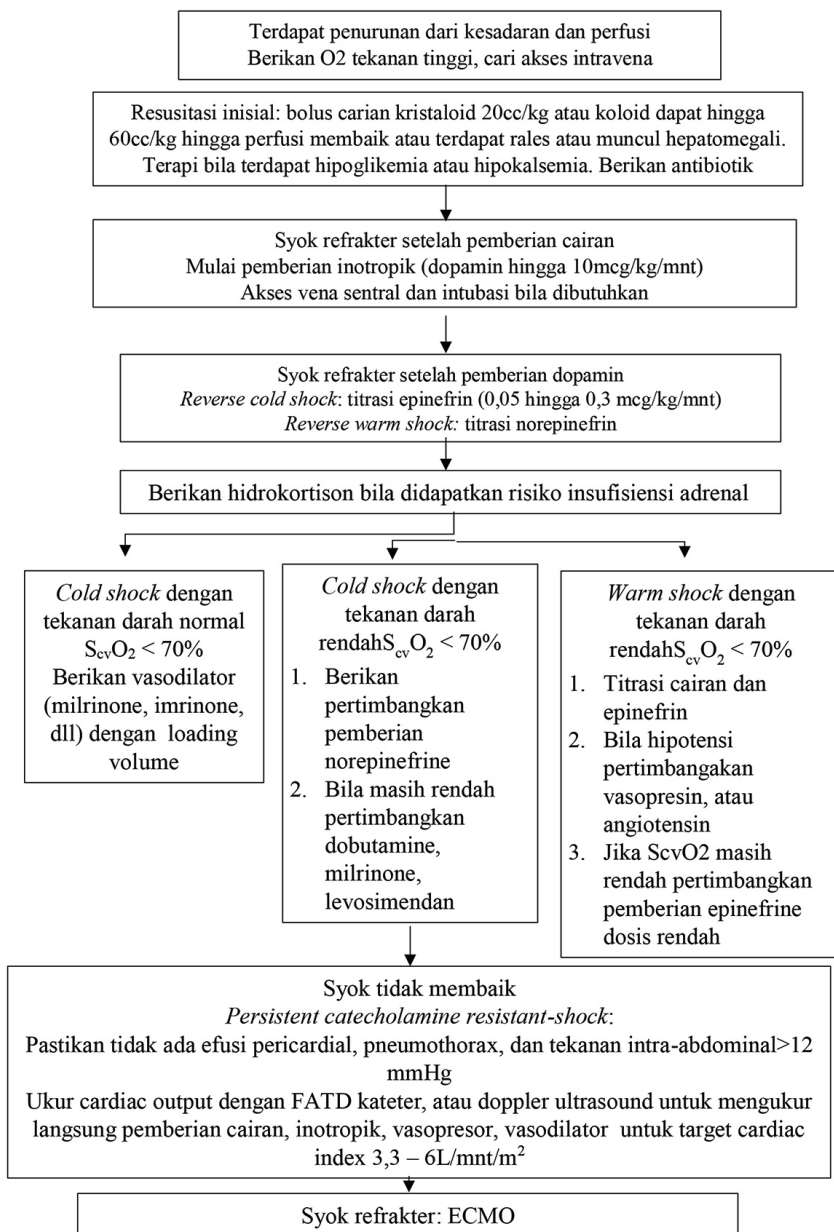 Terdapat penurunan dari kesadaran dan perfusi
Berikan O2 tekanan tinggi, cari akses intravena
Resusitasi inisial: bolus carian kristaloid 20cc/kg atau koloid dapat hingga
60cc/kg hingga perfusi membaik atau terdapat rales atau muncul hepatomegali.
Terapi bila terdapat hipoglikemia atau hipokalsemia. Berikan antibiotik
Syok refrakter setelah pemberian cairan
Mulai pemberian inotropik (dopamin hingga 10mcg/kg/mnt)
Akses vena sentral dan intubasi bila dibutuhkan
Syok refrakter setelah pemberian dopamin
Reverse cold shock: titrasi epinefrin (0,05 hingga 0,3 mcg/kg/mnt)
Reverse warm shock: titrasi norepinefrin
Berikan hidrokortison bila didapatkan risiko insufisiensi adrenal
Cold shock dengan
tekanan darah normal
ScvO2 < 70%
Berikan vasodilator
(milrinone, imrinone,
dll) dengan loading
volume
Cold shock dengan
tekanan darah
rendahScvO2 < 70%
1. Berikan
pertimbangkan
pemberian
norepinefrine
2. Bila masih rendah
pertimbangkan
dobutamine,
milrinone,
levosimendan
Warm shock dengan
tekanan darah
rendahScvO2 < 70%
1. Titrasi cairan dan
epinefrin
2. Bila hipotensi
pertimbangakan
vasopresin, atau
angiotensin
3. Jika ScvO2 masih
rendah pertimbangkan
pemberian epinefrine
dosis rendah
Syok tidak membaik
Persistent catecholamine resistant-shock:
Pastikan tidak ada efusi pericardial, pneumothorax, dan tekanan intra-abdominal>12
mmHg
Ukur cardiac output dengan FATD kateter, atau doppler ultrasound untuk mengukur
langsung pemberian cairan, inotropik, vasopresor, vasodilator untuk target cardiac
index 3,3 – 6L/mnt/m²
Syok refrakter: ECMO